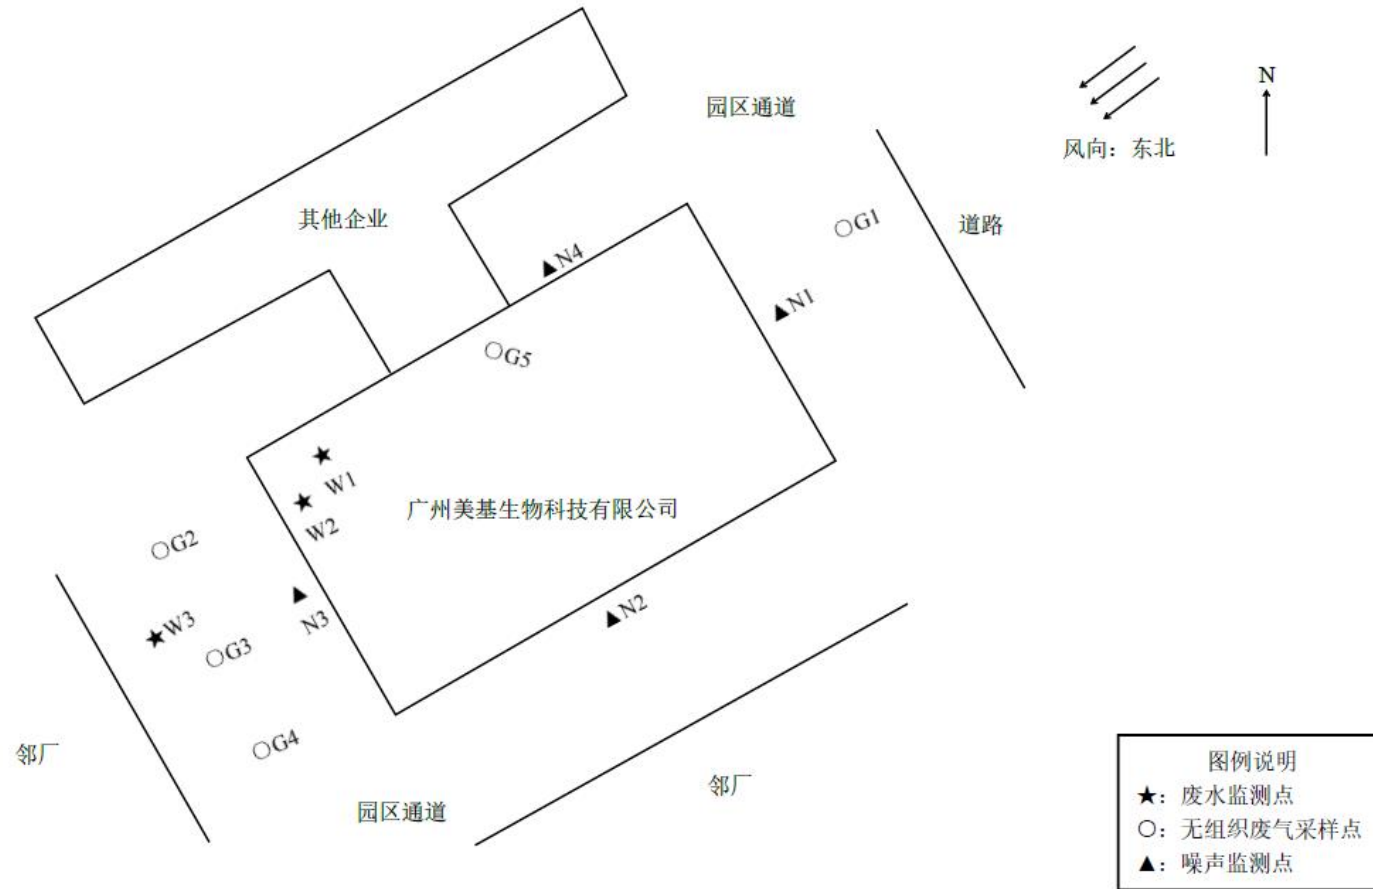 园区通道
N
风向：东北
其他企业
G1
道路
N4
N1
G5
W1
W2
广州美基生物科技有限公司
G2
N3
N2
W3
G3
G4
邻厂
邻厂
园区通道
图例说明
★：废水监测点
○：无组织废气采样点
▲：噪声监测点